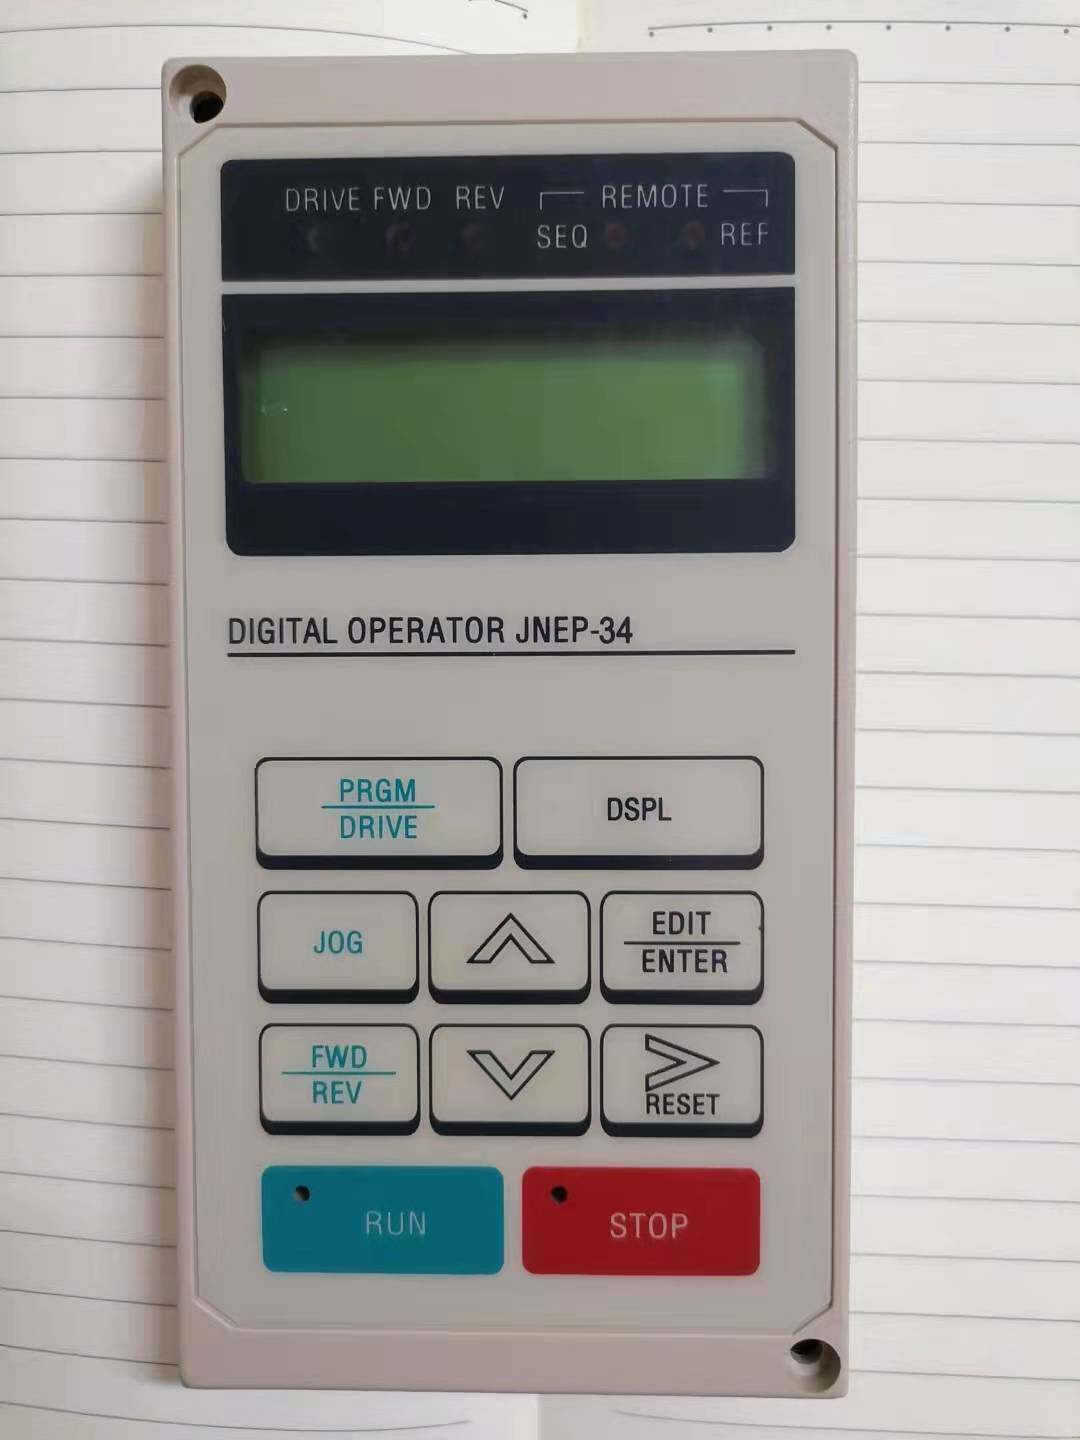 DRIVE FWD REV REMOTE
SEQ REF
DIGITAL OPERATOR JNEP-34
PRGM
DRIVE
DSPL
JOG
EDIT
ENTER
FWD
REV
RESET
RUN
STOP